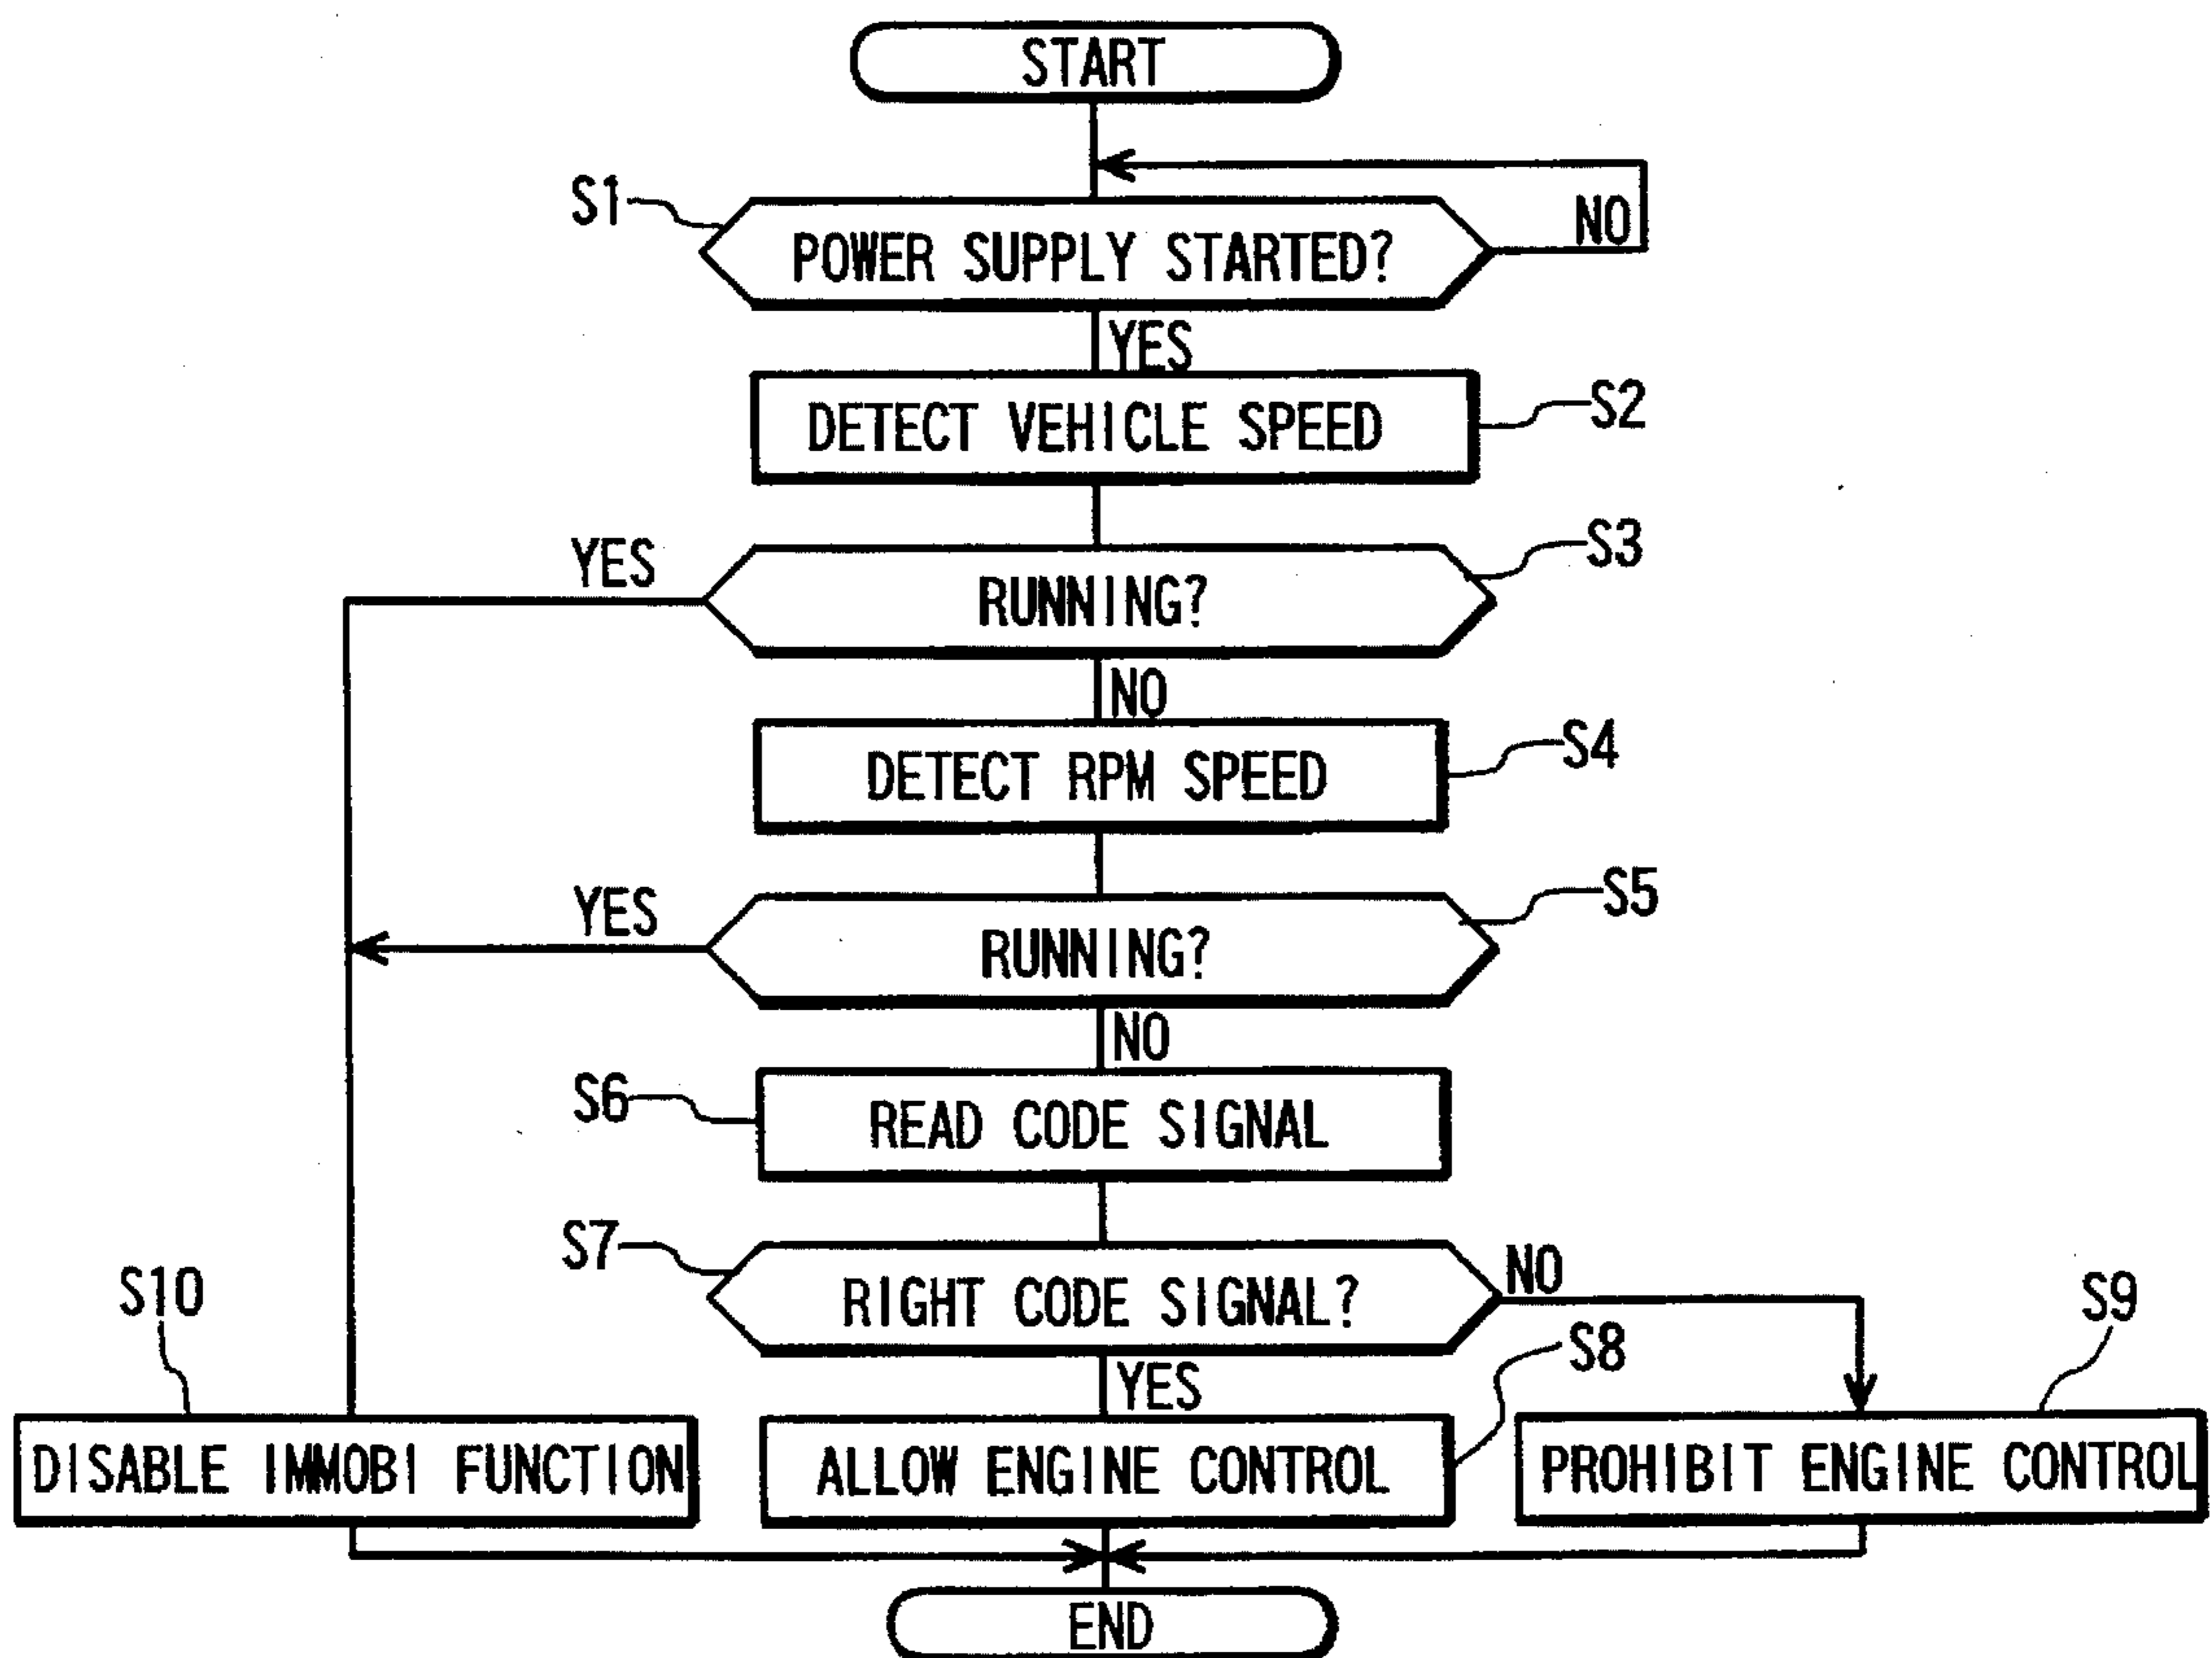 START
S1
NO
POWER SUPPLY STARTED?
YES
DETECT VEHICLE SPEED
S2
S3
YES
RUNNING?
NO
DETECT RPM SPEED
S4
S5
YES
RUNNING?
NO
S6
READ CODE SIGNAL
S7
NO
RIGHT CODE SIGNAL?
S10
S9
S8
YES
DISABLE IMMOBI FUNCTION
ALLOW ENGINE CONTROL
PROHIBIT ENGINE CONTROL
END